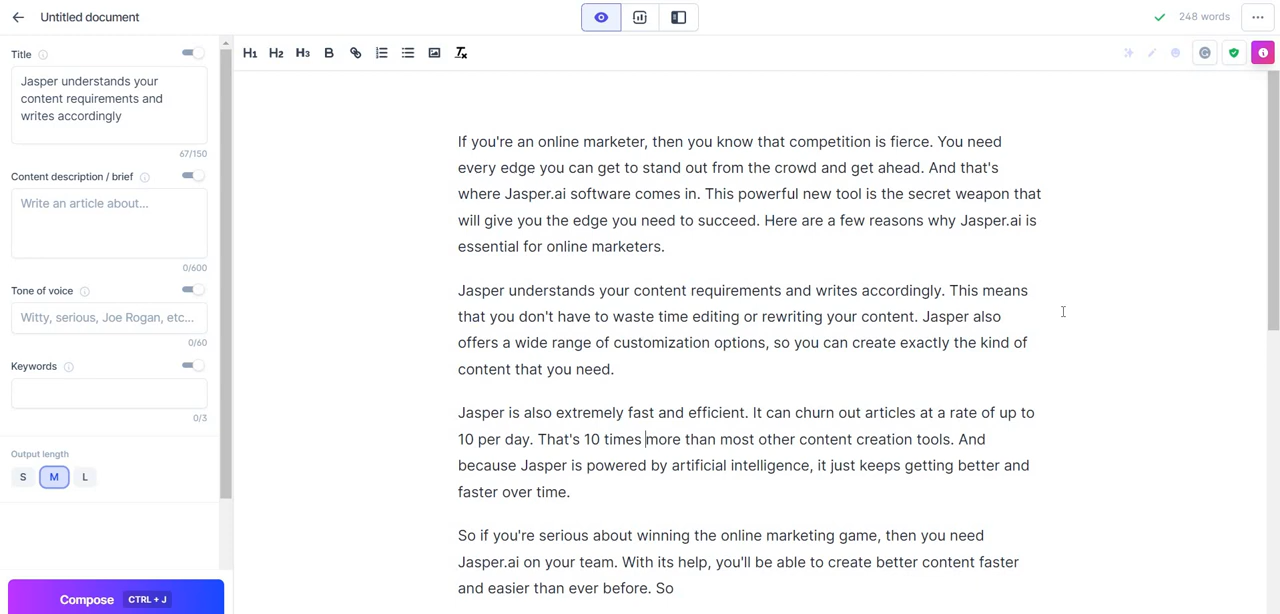 Untitled document
248 words
Title
Jasper understands your
content requirements and
writes accordingly
67/150
Content description / brief
Write an article about...
0/600
Tone of voice
Witty, serious, Joe Rogan, etc...
0/60
Keywords
0/3
Output length
S M L
Compose CTRL + J
H1 H2 H3 B
If you're an online marketer, then you know that competition is fierce. You need
every edge you can get to stand out from the crowd and get ahead. And that's
where Jasper.ai software comes in. This powerful new tool is the secret weapon that
will give you the edge you need to succeed. Here are a few reasons why Jasper.ai is
essential for online marketers.
Jasper understands your content requirements and writes accordingly. This means
that you don't have to waste time editing or rewriting your content. Jasper also
offers a wide range of customization options, so you can create exactly the kind of
content that you need.
Jasper is also extremely fast and efficient. It can churn out articles at a rate of up to
10 per day. That's 10 times more than most other content creation tools. And
because Jasper is powered by artificial intelligence, it just keeps getting better and
faster over time.
So if you're serious about winning the online marketing game, then you need
Jasper.ai on your team. With its help, you'll be able to create better content faster
and easier than ever before. So